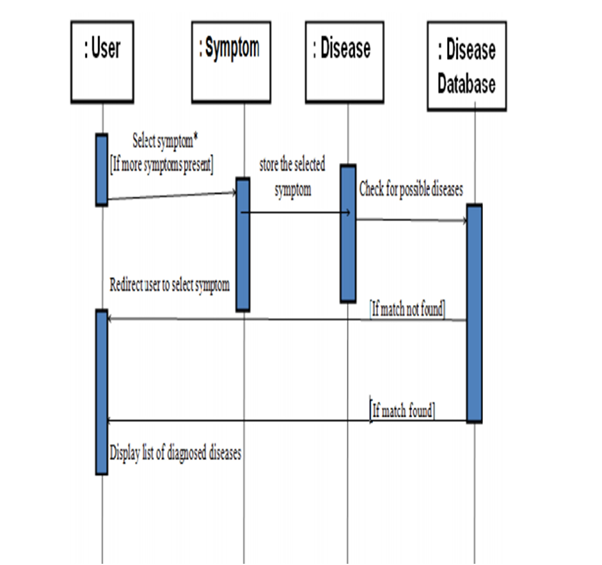 : User
: Symptom
: Disease
: Disease
Database
Select symptom*
[If more symptoms present]
store the selected
symptom
Check for possible diseases
Redirect user to select symptom
[If match not found]
[If match found]
Display list of diagnosed diseases